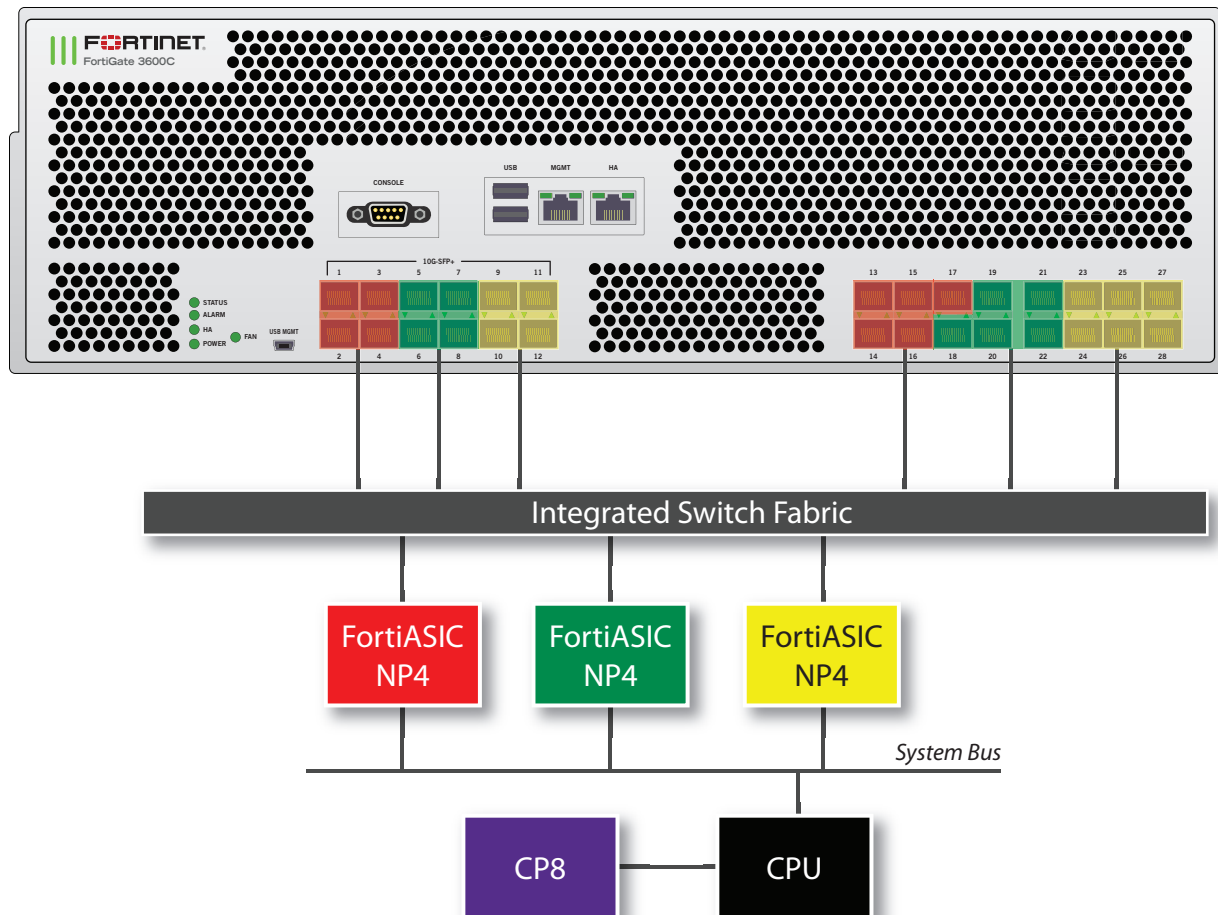 FORTINET
FortiGate 3600C
USB MGMT HA
CONSOLE
10G-SFP+
1 3 5 7 9 11
13 15 17 19 21 23 25 27
STATUS
ALARM
HA
FAN
POWER
USB MGMT
2 4 6 8 10 12
14 16 18 20 22 24 26 28
Integrated Switch Fabric
FortiASIC
NP4
FortiASIC
NP4
FortiASIC
NP4
System Bus
CP8
CPU